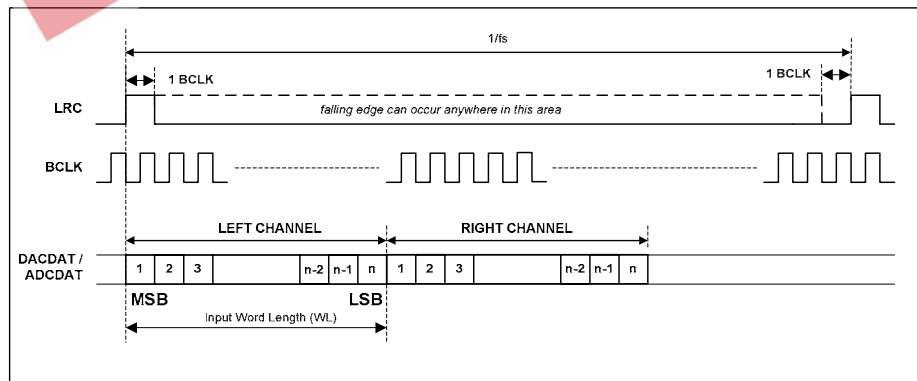 1/fs
1 BCLK
1 BCLK
LRC
falling edge can occur anywhere in this area
BCLK
LEFT CHANNEL
RIGHT CHANNEL
DACDAT /
ADCDAT
1 2 3 n-2 n-1 n 1 2 3 n-2 n-1 n
MSB LSB
Input Word Length (WL)